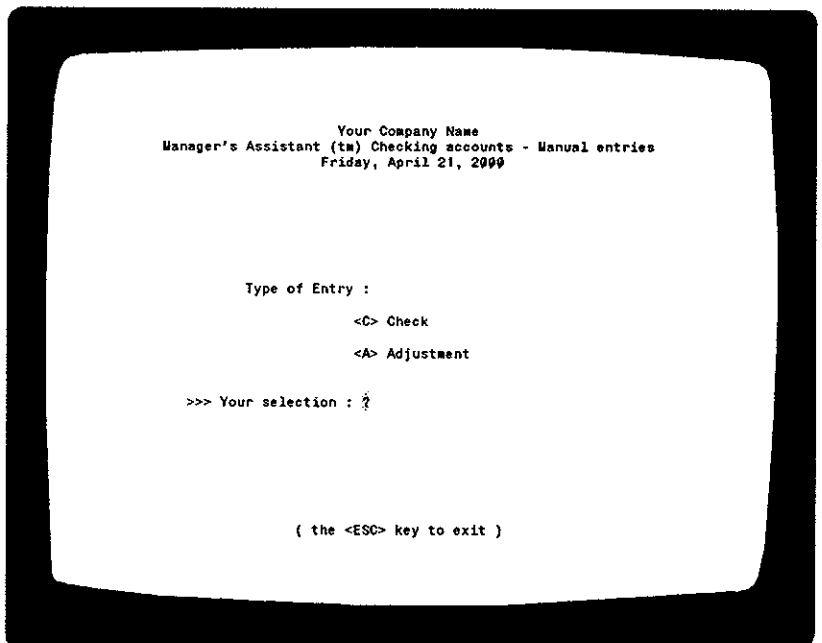 Your Company Name
Manager's Assistant (tm) Checking accounts - Manual entries
Friday, April 21, 2000
Type of Entry :
<C> Check
<A> Adjustment
>>> Your selection : ?
( the <ESC> key to exit )